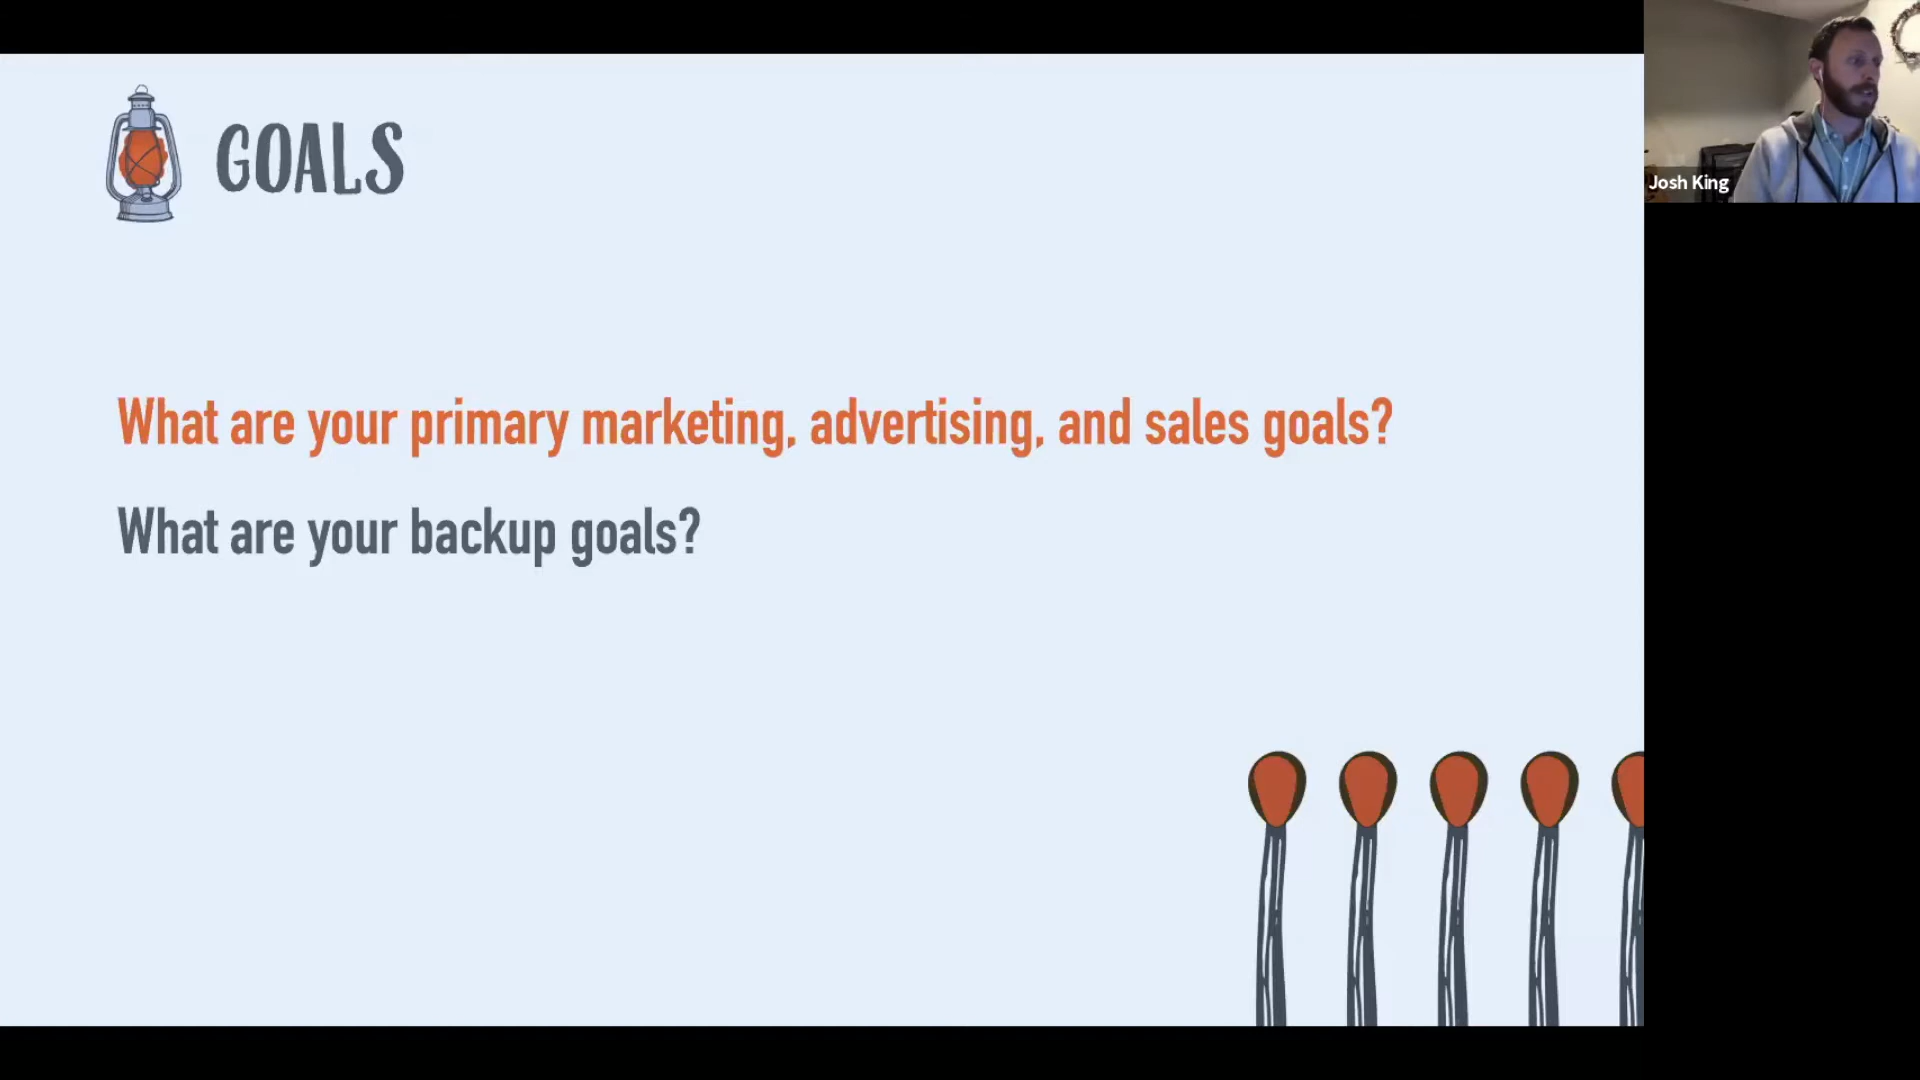 GOALS
What are your primary marketing, advertising, and sales goals?
What are your backup goals?
Josh King